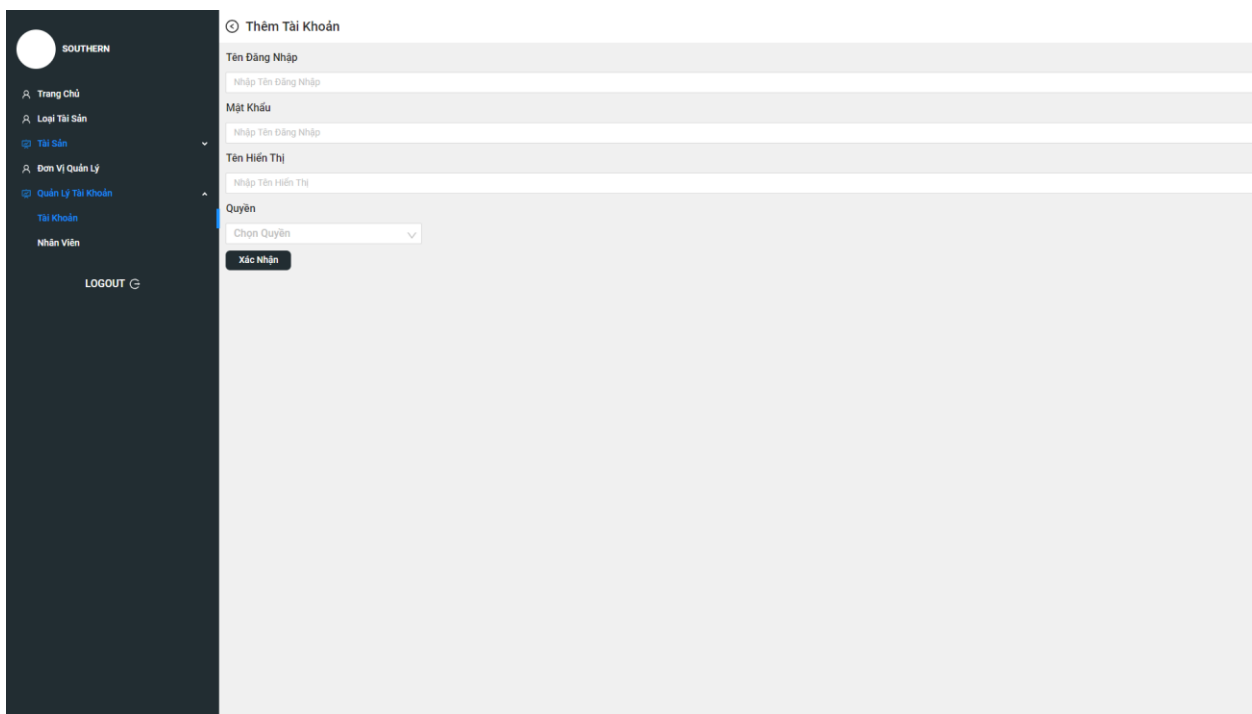 SOUTHERN
Trang Chủ
Loại Tài Sản
Tài Sản
Đơn Vị Quản Lý
Quản Lý Tài Khoản
Tài Khoản
Nhân Viên
LOGOUT
Thêm Tài Khoản
Tên Đăng Nhập
Nhập Tên Đăng Nhập
Mật Khẩu
Nhập Tên Đăng Nhập
Tên Hiển Thị
Nhập Tên Hiển Thị
Quyền
Chọn Quyền
Xác Nhận